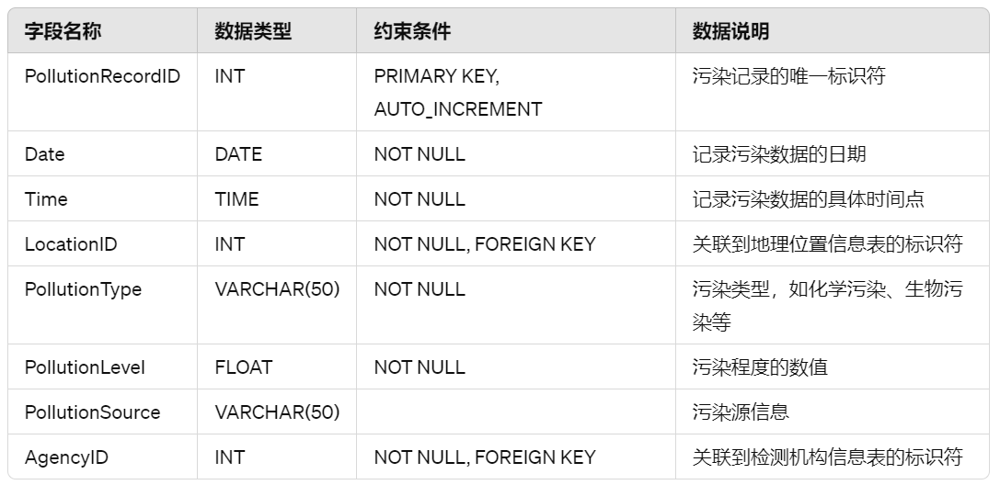 字段名称 数据类型 约束条件 数据说明
PollutionRecordID INT PRIMARY KEY, 污染记录的唯一标识符
AUTO_INCREMENT
Date DATE NOT NULL 记录污染数据的日期
Time TIME NOT NULL 记录污染数据的具体时间点
LocationID INT NOT NULL, FOREIGN KEY 关联到地理位置信息表的标识符
PollutionType VARCHAR(50) NOT NULL 污染类型，如化学污染、生物污
染等
PollutionLevel FLOAT NOT NULL 污染程度的数值
PollutionSource VARCHAR(50) 污染源信息
AgencyID INT NOT NULL, FOREIGN KEY 关联到检测机构信息表的标识符